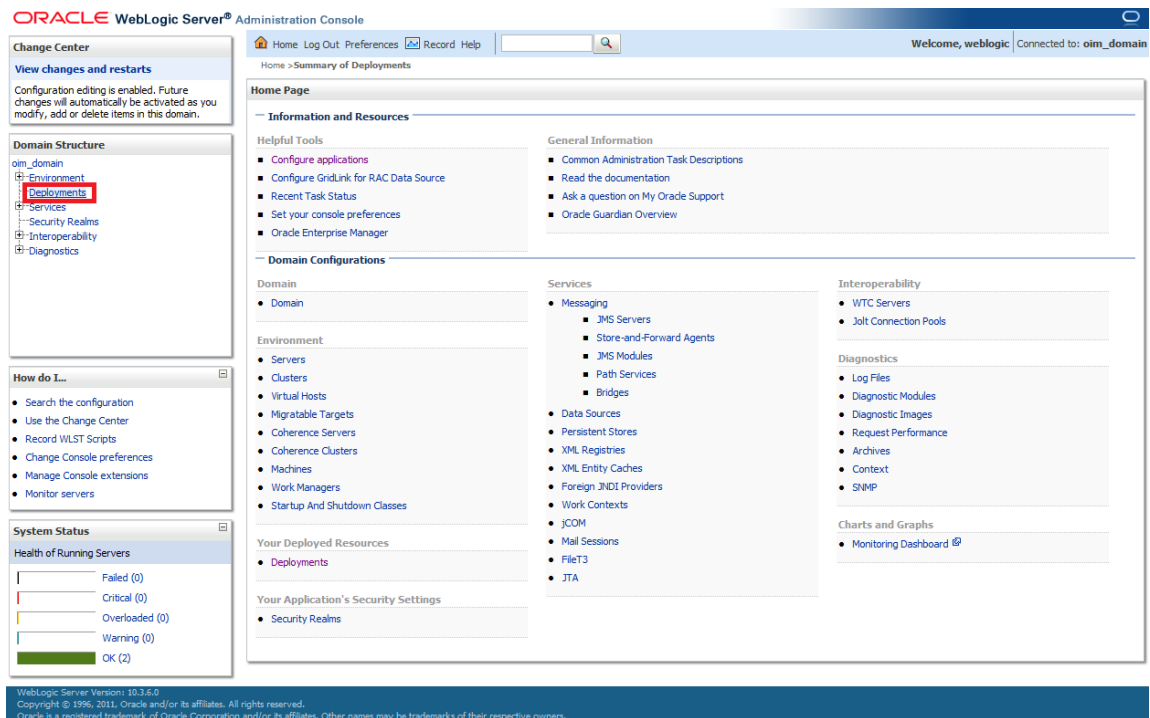 ORACLE WebLogic Server® Administration Console
Change Center
View changes and restarts
Configuration editing is enabled. Future
changes will automatically be activated as you
modify, add or delete items in this domain.
Domain Structure
oim_domain
Environment
Deployments
Services
Security Realms
Interoperability
Diagnostics
How do I...
Search the configuration
Use the Change Center
Record WLST Scripts
Change Console preferences
Manage Console extensions
Monitor servers
System Status
Health of Running Servers
Failed (0)
Critical (0)
Overloaded (0)
Warning (0)
OK (2)
Home Log Out Preferences Record Help
Welcome, weblogic Connected to: oim_domain
Home >Summary of Deployments
Home Page
Information and Resources
Helpful Tools
Configure applications
Configure GridLink for RAC Data Source
Recent Task Status
Set your console preferences
Oracle Enterprise Manager
General Information
Common Administration Task Descriptions
Read the documentation
Ask a question on My Oracle Support
Oracle Guardian Overview
Domain Configurations
Domain
Domain
Environment
Servers
Clusters
Virtual Hosts
Migratable Targets
Coherence Servers
Coherence Clusters
Machines
Work Managers
Startup And Shutdown Classes
Your Deployed Resources
Deployments
Your Application's Security Settings
Security Realms
Services
Messaging
JMS Servers
Store-and-Forward Agents
JMS Modules
Path Services
Bridges
Data Sources
Persistent Stores
XML Registries
XML Entity Caches
Foreign JNDI Providers
Work Contexts
jCOM
Mail Sessions
FileT3
JTA
Interoperability
WTC Servers
Jolt Connection Pools
Diagnostics
Log Files
Diagnostic Modules
Diagnostic Images
Request Performance
Archives
Context
SNMP
Charts and Graphs
Monitoring Dashboard
WebLogic Server Version: 10.3.6.0
Copyright © 1996, 2011, Oracle and/or its affiliates. All rights reserved.
Oracle is a registered trademark of Oracle Corporation and/or its affiliates. Other names may be trademarks of their respective owners.